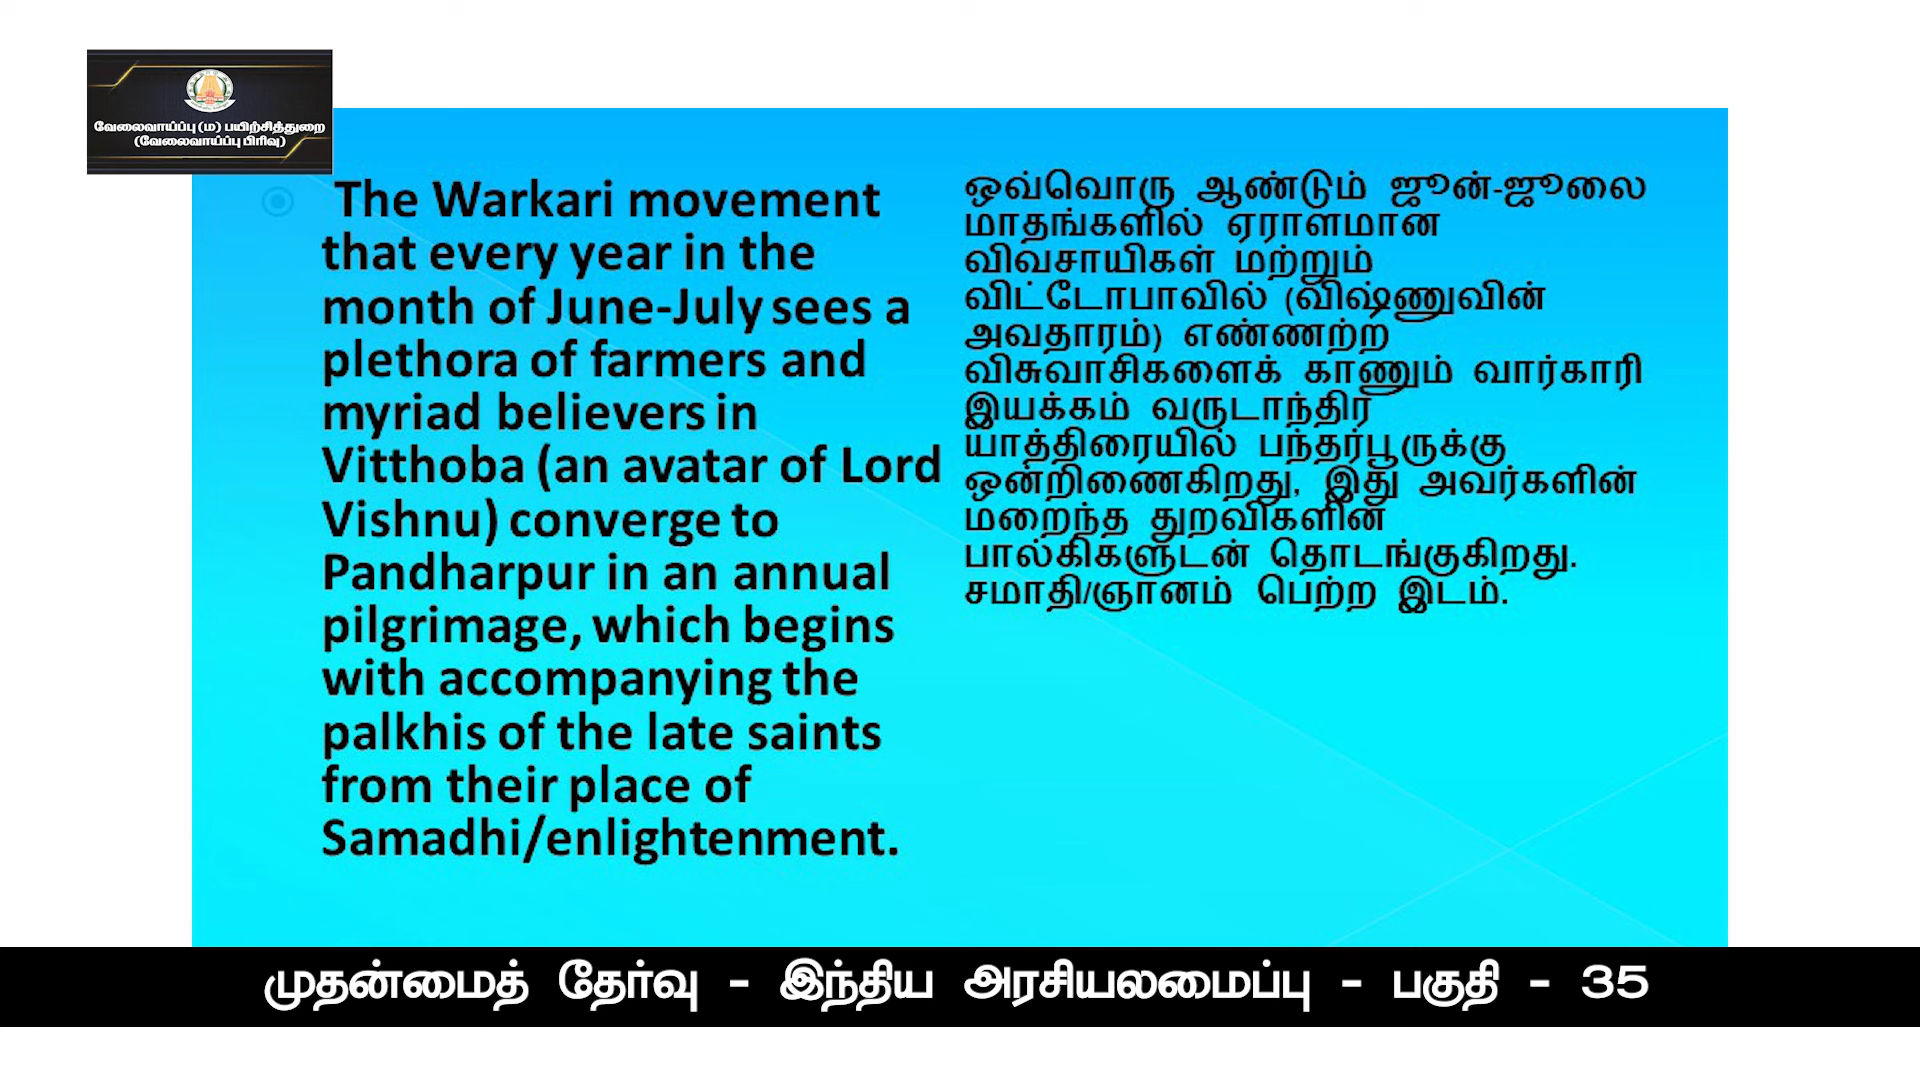 வேலைவாய்ப்பு (ம) பயிற்சித்துறை
(வேலைவாய்ப்பு பிரிவு)
The Warkari movement
that every year in the
month of June-July sees a
plethora of farmers and
myriad believers in
Vitthoba (an avatar of Lord
Vishnu) converge to
Pandharpur in an annual
pilgrimage, which begins
with accompanying the
palkhis of the late saints
from their place of
Samadhi/enlightenment.
ஒவ்வொரு ஆண்டும் ஜூன்-ஜூலை
மாதங்களில் ஏராளமான
விவசாயிகள் மற்றும்
விட்டோபாவில் (விஷ்ணுவின்
அவதாரம்) எண்ணற்ற
விசுவாசிகளைக் காணும் வார்காரி
இயக்கம் வருடாந்திர
யாத்திரையில் பந்தர்பூருக்கு
ஒன்றிணைகிறது, இது அவர்களின்
மறைந்த துறவிகளின்
பால்கிகளுடன் தொடங்குகிறது.
சமாதி/ஞானம் பெற்ற இடம்.
முதன்மைத் தேர்வு - இந்திய அரசியலமைப்பு - பகுதி - 35